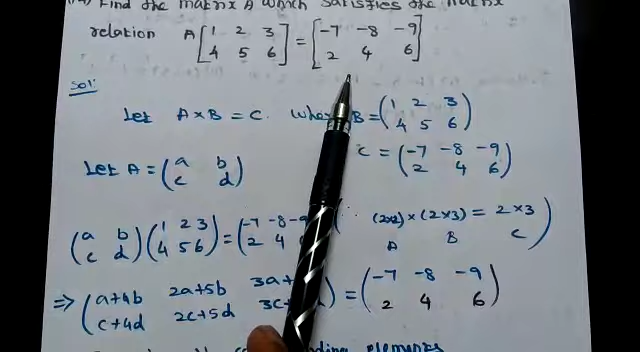 Find the matrix A which satisfies the matrix
relation A [1 2 3 = [-7 -8 -9
4 5 6] 2 4 6]
Sol:
Let A×B = C. Where B = (1 2 3
4 5 6)
Let A = (a b
c d)
C = (-7 -8 -9
2 4 6)
(a b (1 2 3 = (-7 -8 -9 (∵ (2×2) × (2×3) = 2×3
c d) 4 5 6) 2 4 A B C)
⇒ (a+4b 2a+5b 3a+ = (-7 -8 -9
c+4d 2c+5d 3c+ ) 2 4 6)
elements